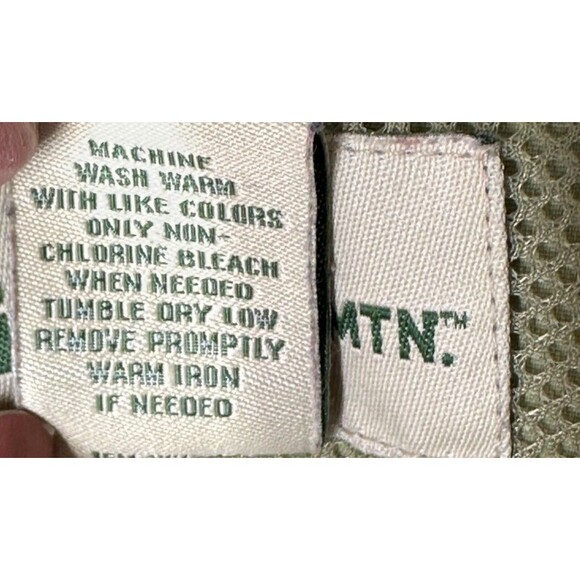 MACHINE
WASH WARM
WITH LIKE COLORS
ONLY NON-
CHLORINE BLEACH
WHEN NEEDED
TUMBLE DRY LOW
REMOVE PROMPTLY
WARM IRON
IF NEEDED
MTN.™